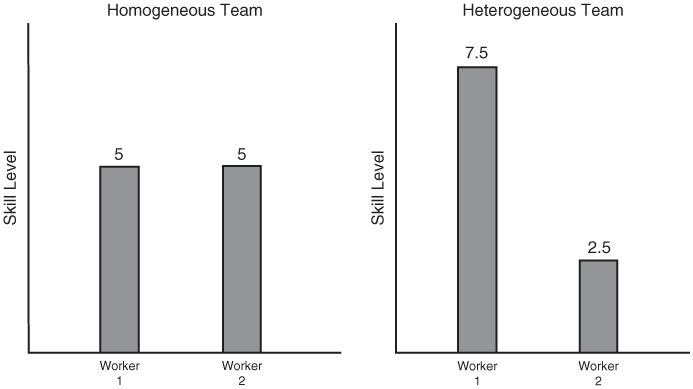 Homogeneous Team
Skill Level
5
5
Worker
1
Worker
2
Heterogeneous Team
Skill Level
7.5
2.5
Worker
1
Worker
2